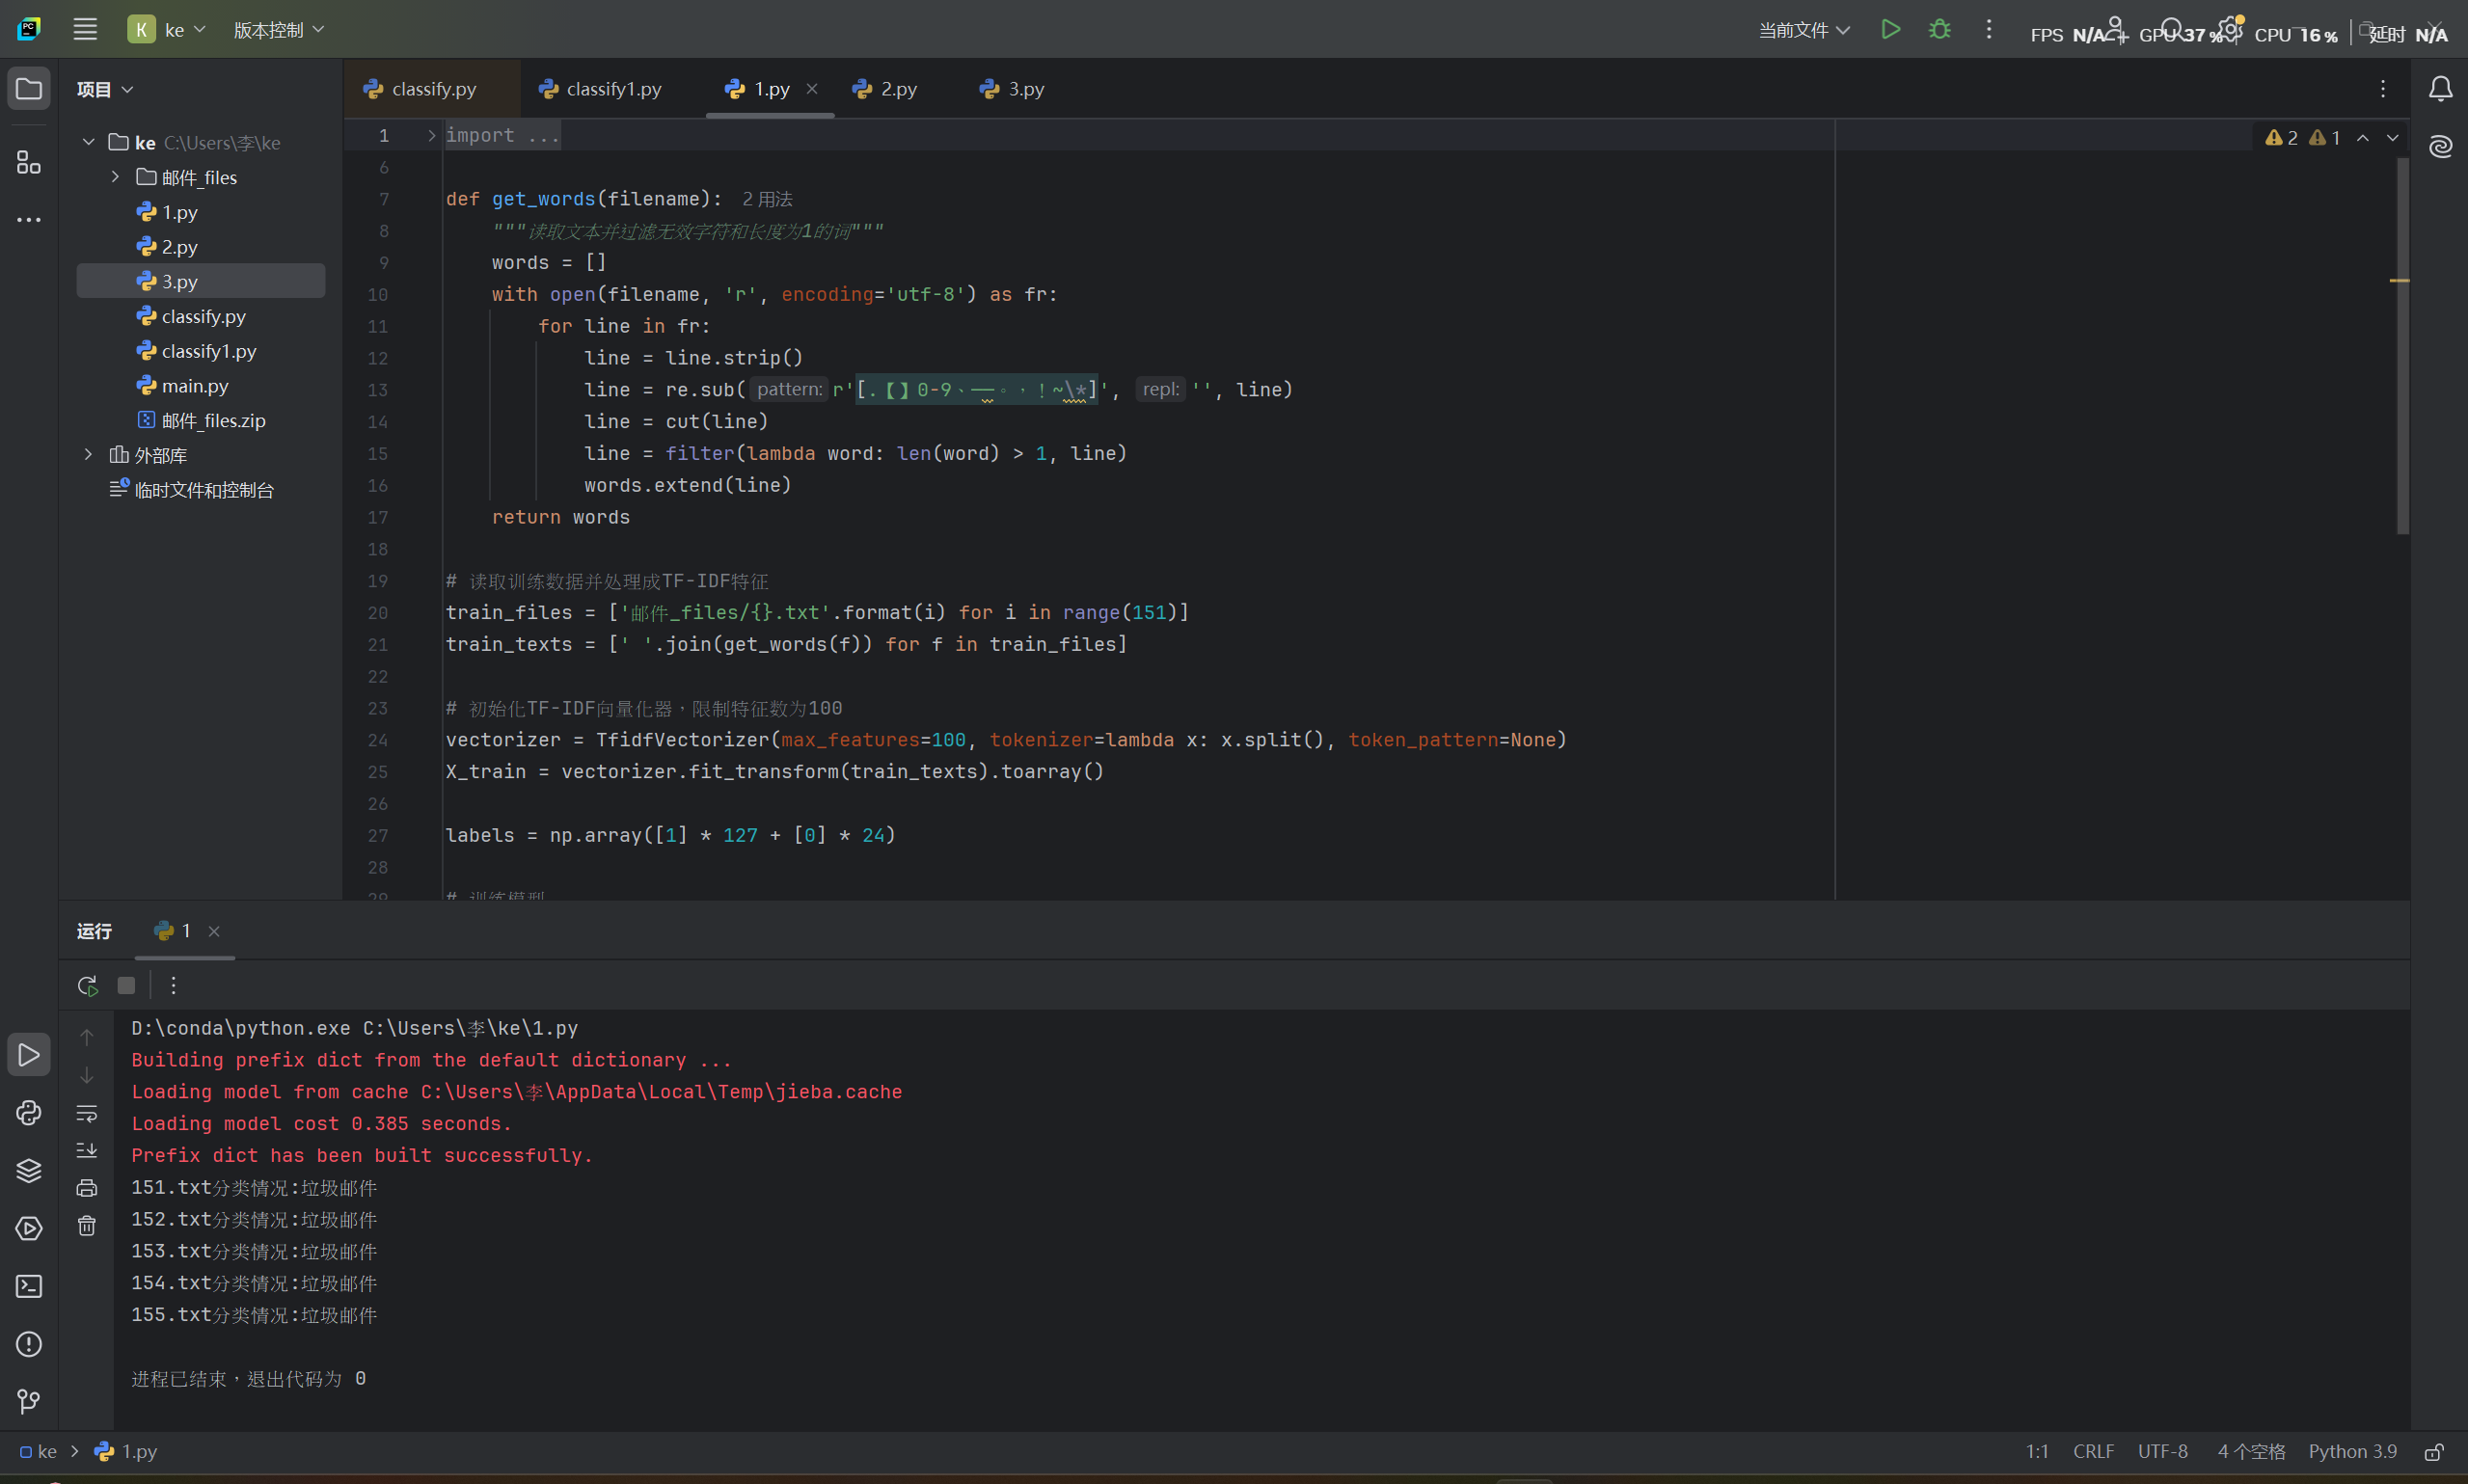 K ke 版本控制 当前文件 FPS N/A GPU 37 % CPU 16 % 延时 N/A
项目
classify.py classify1.py 1.py 2.py 3.py
ke C:\Users\李\ke
邮件_files
1.py
2.py
3.py
classify.py
classify1.py
main.py
邮件_files.zip
外部库
临时文件和控制台
1 import ... 2 1
6
7 def get_words(filename): 2 用法
8 """读取文本并过滤无效字符和长度为1的词"""
9 words = []
10 with open(filename, 'r', encoding='utf-8') as fr:
11 for line in fr:
12 line = line.strip()
13 line = re.sub( pattern: r'[.【】0-9、——。，！~\*]', repl: '', line)
14 line = cut(line)
15 line = filter(lambda word: len(word) > 1, line)
16 words.extend(line)
17 return words
18
19 # 读取训练数据并处理成TF-IDF特征
20 train_files = ['邮件_files/{}.txt'.format(i) for i in range(151)]
21 train_texts = [' '.join(get_words(f)) for f in train_files]
22
23 # 初始化TF-IDF向量化器，限制特征数为100
24 vectorizer = TfidfVectorizer(max_features=100, tokenizer=lambda x: x.split(), token_pattern=None)
25 X_train = vectorizer.fit_transform(train_texts).toarray()
26
27 labels = np.array([1] * 127 + [0] * 24)
28
29 # 训练模型
运行 1
D:\conda\python.exe C:\Users\李\ke\1.py
Building prefix dict from the default dictionary ...
Loading model from cache C:\Users\李\AppData\Local\Temp\jieba.cache
Loading model cost 0.385 seconds.
Prefix dict has been built successfully.
151.txt分类情况:垃圾邮件
152.txt分类情况:垃圾邮件
153.txt分类情况:垃圾邮件
154.txt分类情况:垃圾邮件
155.txt分类情况:垃圾邮件
进程已结束，退出代码为 0
ke 1.py 1:1 CRLF UTF-8 4 个空格 Python 3.9